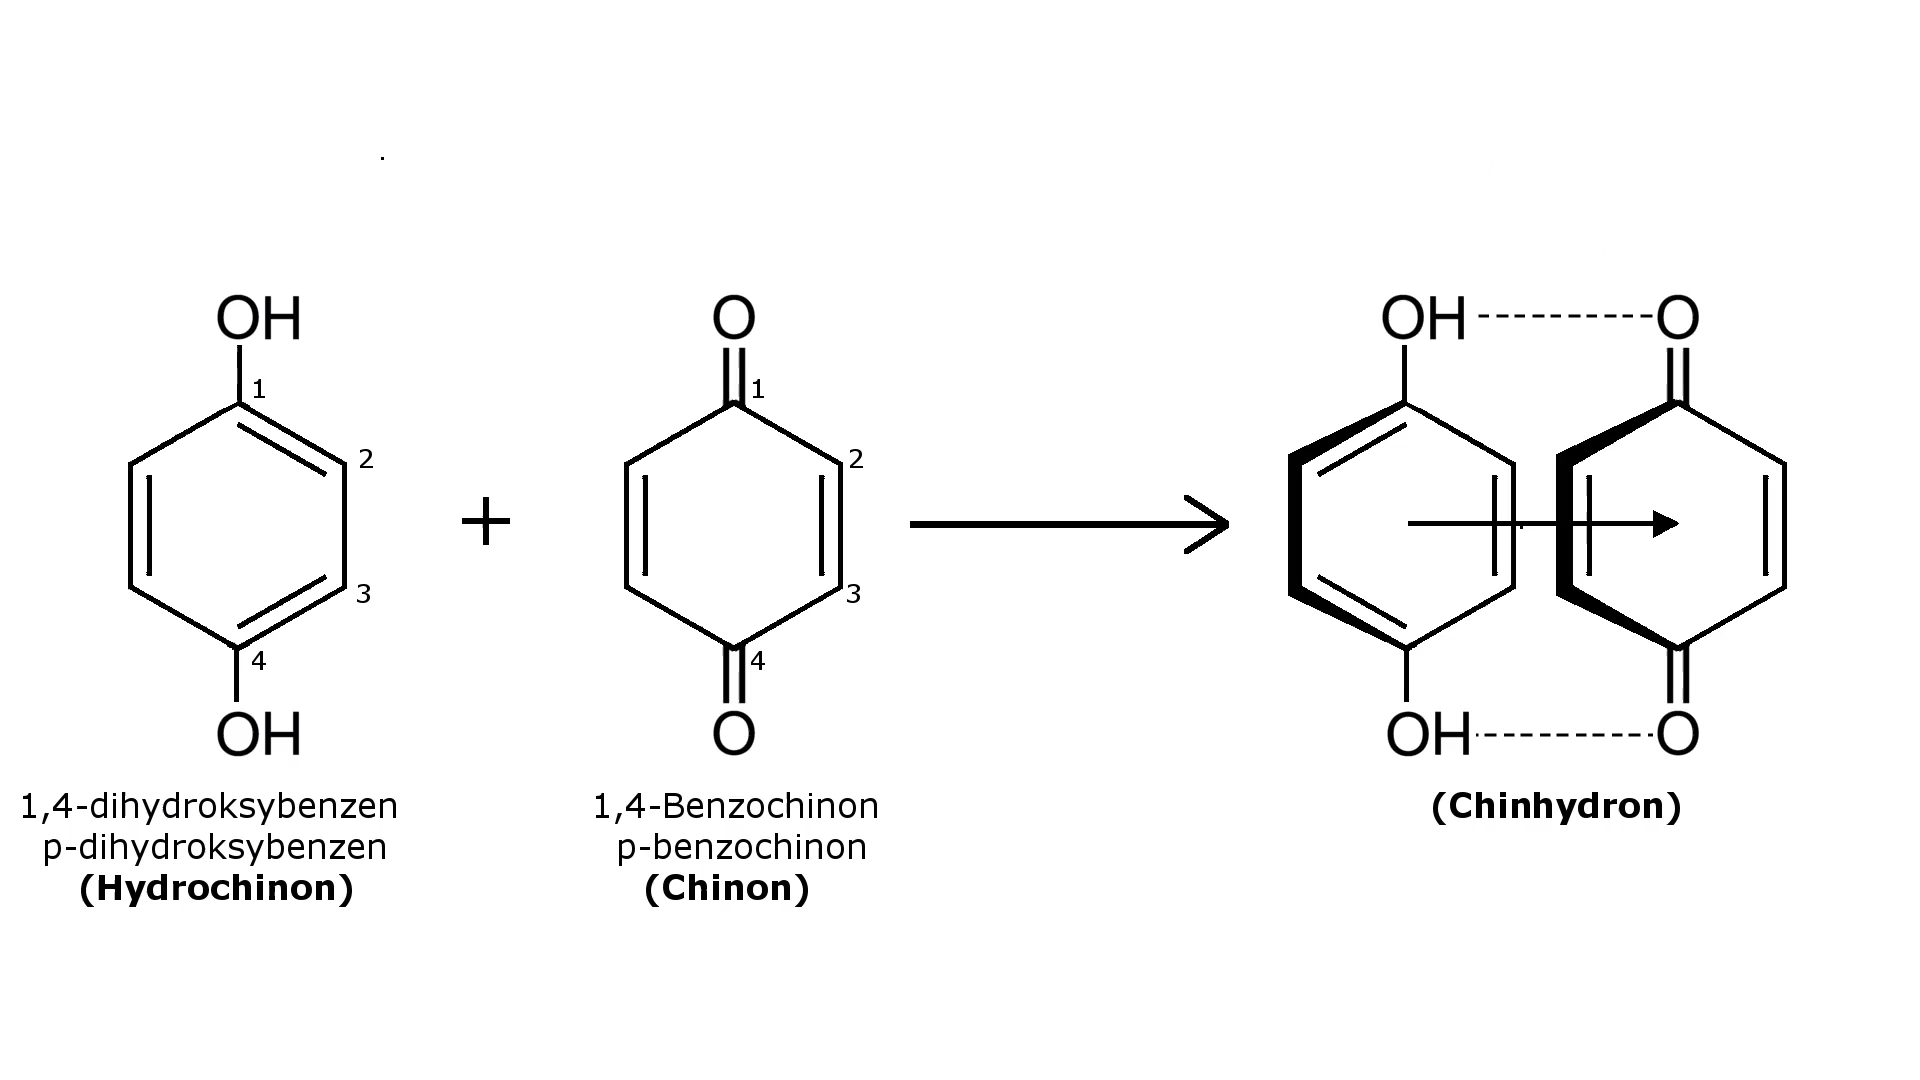 OH
1
2
3
4
OH
1,4-dihydroksybenzen
p-dihydroksybenzen
(Hydrochinon)
+
O
1
2
3
4
O
1,4-Benzochinon
p-benzochinon
(Chinon)
OH O
OH O
(Chinhydron)